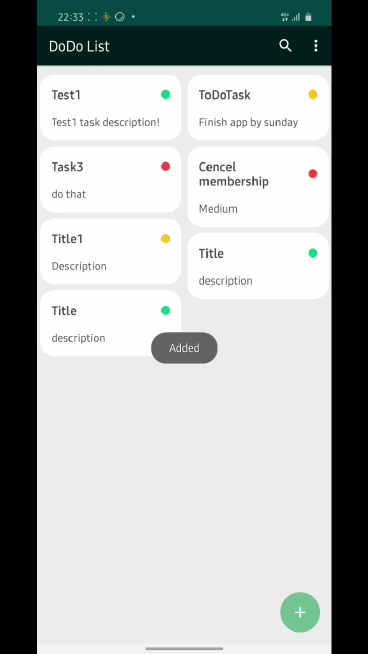 22:33
DoDo List
Test1
Test1 task description!
ToDoTask
Finish app by sunday
Task3
do that
Cencel
membership
Medium
Title1
Description
Title
description
Title
description
Added